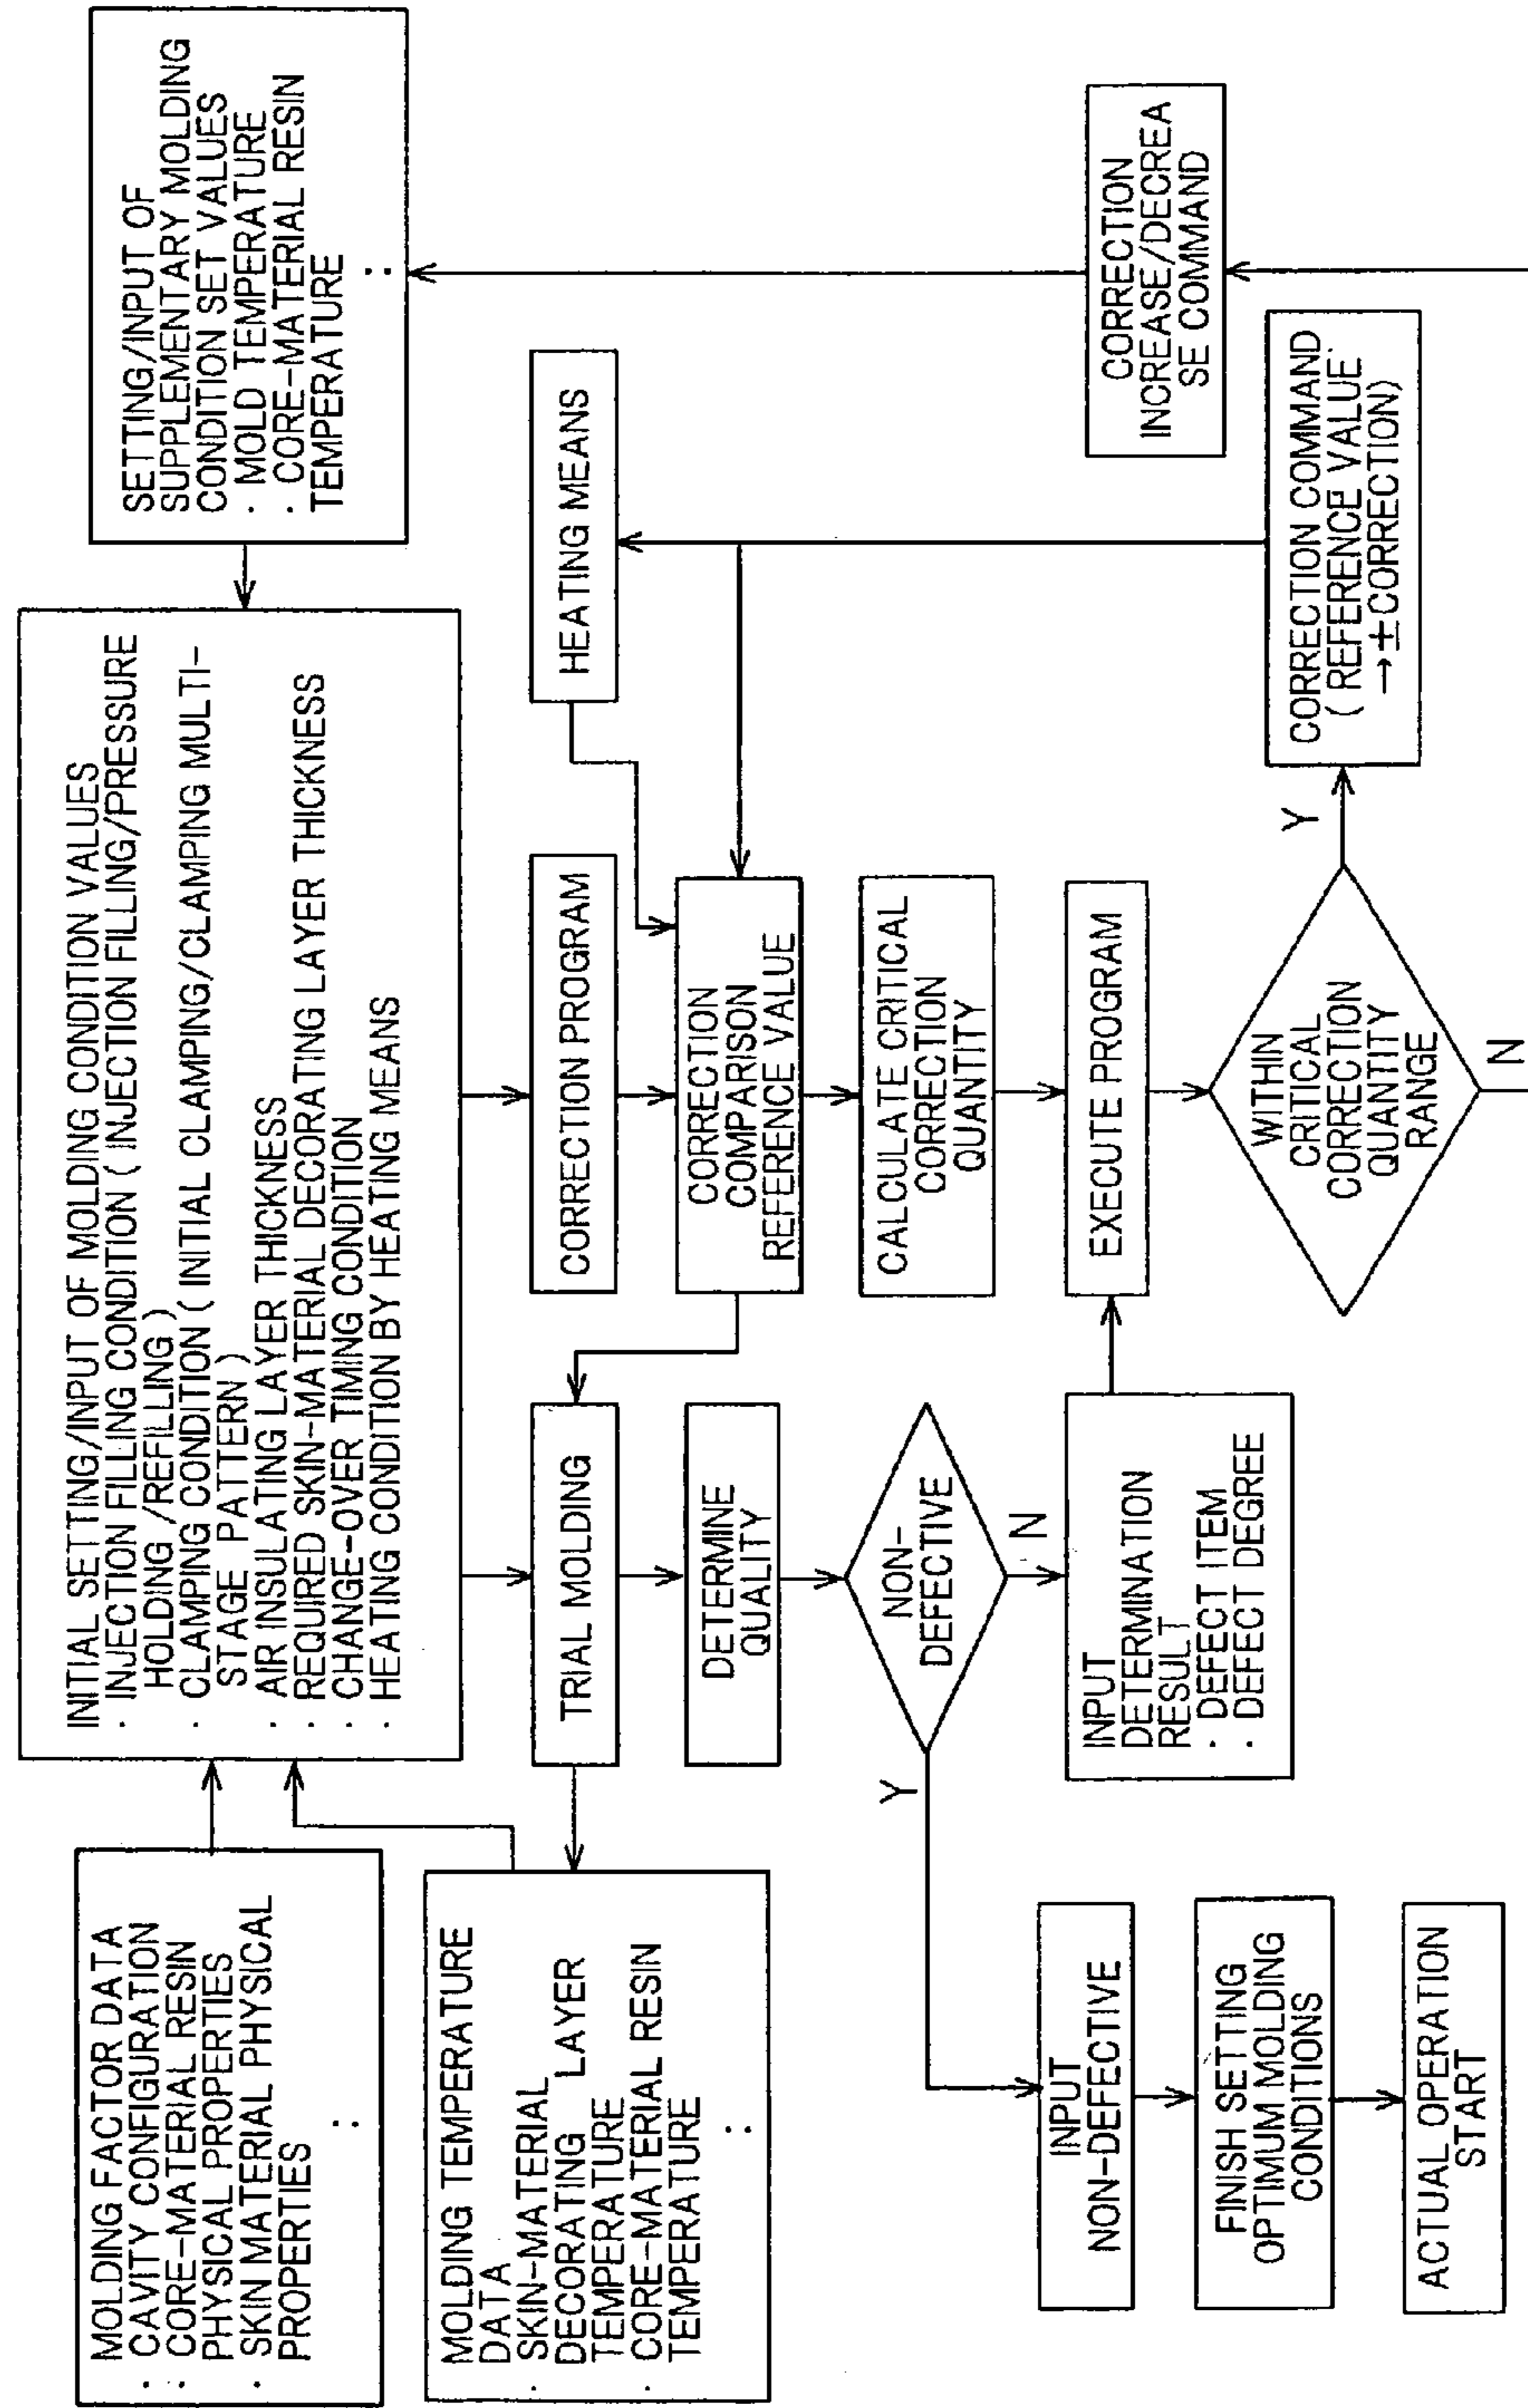 MOLDING FACTOR DATA
. CAVITY CONFIGURATION
. CORE-MATERIAL RESIN
PHYSICAL PROPERTIES
. SKIN MATERIAL PHYSICAL
PROPERTIES
:
MOLDING TEMPERATURE
DATA
. SKIN-MATERIAL
DECORATING LAYER
TEMPERATURE
. CORE-MATERIAL RESIN
TEMPERATURE
:
INITIAL SETTING/INPUT OF MOLDING CONDITION VALUES
. INJECTION FILLING CONDITION ( INJECTION FILLING/PRESSURE
HOLDING /REFILLING )
. CLAMPING CONDITION ( INITIAL CLAMPING/CLAMPING MULTI-
STAGE PATTERN )
. AIR INSULATING LAYER THICKNESS
. REQUIRED SKIN-MATERIAL DECORATING LAYER THICKNESS
. CHANGE-OVER TIMING CONDITION
. HEATING CONDITION BY HEATING MEANS
SETTING/INPUT OF
SUPPLEMENTARY MOLDING
CONDITION SET VALUES
. MOLD TEMPERATURE
. CORE-MATERIAL RESIN
TEMPERATURE
:
TRIAL MOLDING
CORRECTION PROGRAM
HEATING MEANS
DETERMINE
QUALITY
CORRECTION
COMPARISON
REFERENCE VALUE
CALCULATE CRITICAL
CORRECTION
QUANTITY
NON-
DEFECTIVE
Y
N
INPUT
DETERMINATION
RESULT
. DEFECT ITEM
. DEFECT DEGREE
EXECUTE PROGRAM
CORRECTION
INCREASE/DECREA
SE COMMAND
INPUT
NON-DEFECTIVE
FINISH SETTING
OPTIMUM MOLDING
CONDITIONS
ACTUAL OPERATION
START
WITHIN
CRITICAL
CORRECTION
QUANTITY
RANGE
Y
N
CORRECTION COMMAND
( REFERENCE VALUE
→±CORRECTION)